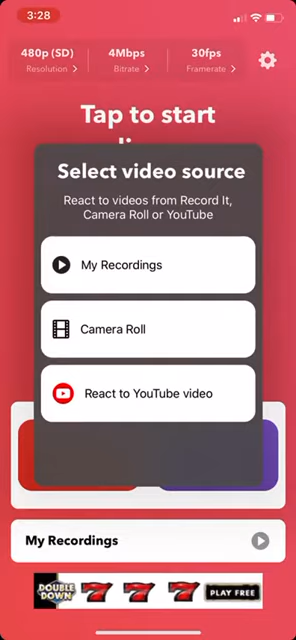 3:28
480p (SD)
4Mbps
30fps
Resolution >
Bitrate >
Framerate >
Tap to start
Select video source
React to videos from Record It,
Camera Roll or YouTube
My Recordings
Camera Roll
React to YouTube video
My Recordings
DOUBLE
DOWN
7 7 7
PLAY FREE